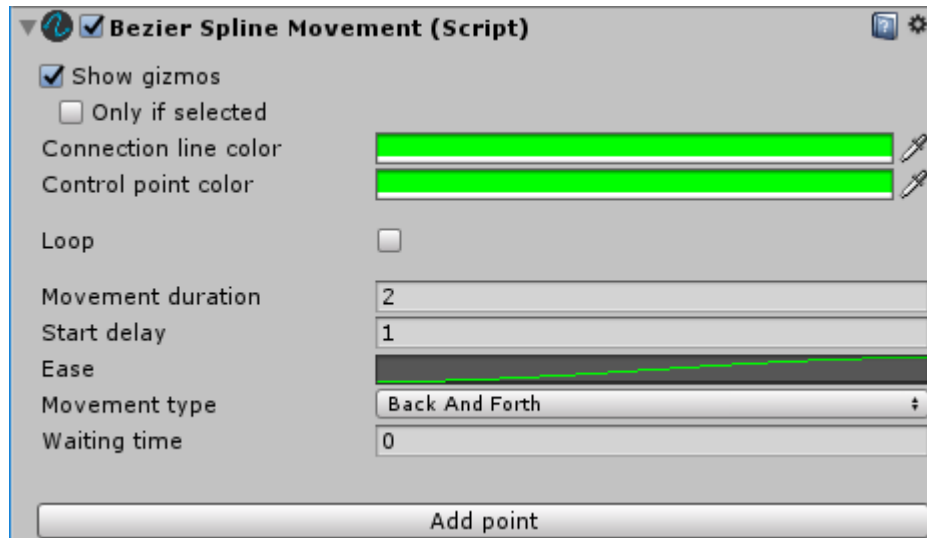 Bezier Spline Movement (Script)
Show gizmos
Only if selected
Connection line color
Control point color
Loop
Movement duration 2
Start delay 1
Ease
Movement type Back And Forth
Waiting time 0
Add point